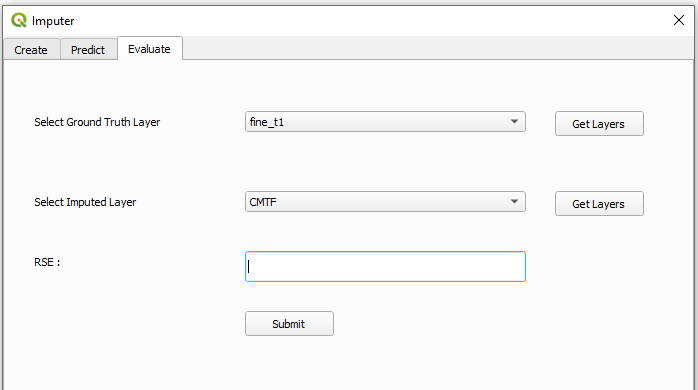 Imputer
Create Predict Evaluate
Select Ground Truth Layer fine_t1 Get Layers
Select Imputed Layer CMTF Get Layers
RSE :
Submit